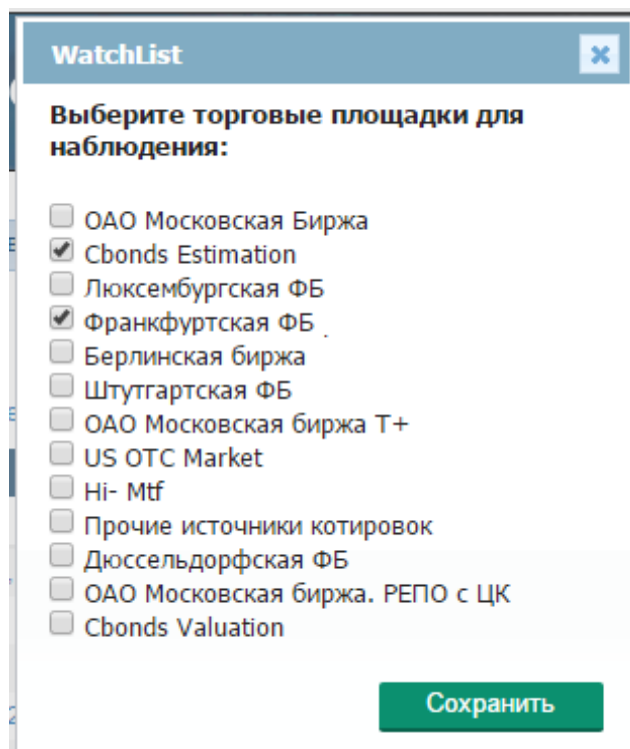 WatchList
Выберите торговые площадки для
наблюдения:
ОАО Московская Биржа
Cbonds Estimation
Люксембургская ФБ
Франкфуртская ФБ
Берлинская биржа
Штутгартская ФБ
ОАО Московская биржа Т+
US OTC Market
Hi- Mtf
Прочие источники котировок
Дюссельдорфская ФБ
ОАО Московская биржа. РЕПО с ЦК
Cbonds Valuation
Сохранить